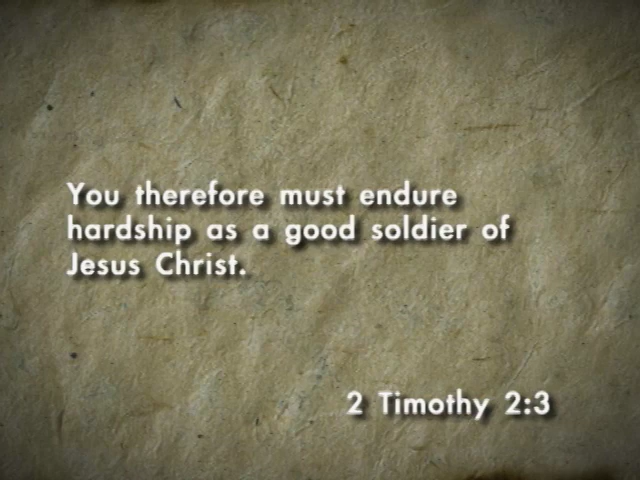 You therefore must endure
hardship as a good soldier of
Jesus Christ.
2 Timothy 2:3